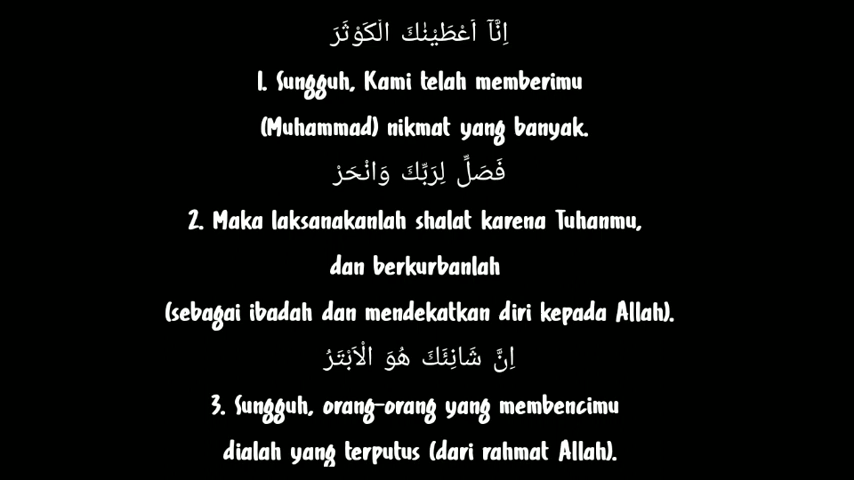 اِنَّآ اَعْطَيْنٰكَ الْكَوْثَرَ
1. Sungguh, Kami telah memberimu
(Muhammad) nikmat yang banyak.
فَصَلِّ لِرَبِّكَ وَانْحَرْ
2. Maka laksanakanlah shalat karena Tuhanmu,
dan berkurbanlah
(sebagai ibadah dan mendekatkan diri kepada Allah).
اِنَّ شَانِئَكَ هُوَ الْاَبْتَرُ
3. Sungguh, orang-orang yang membencimu
dialah yang terputus (dari rahmat Allah).